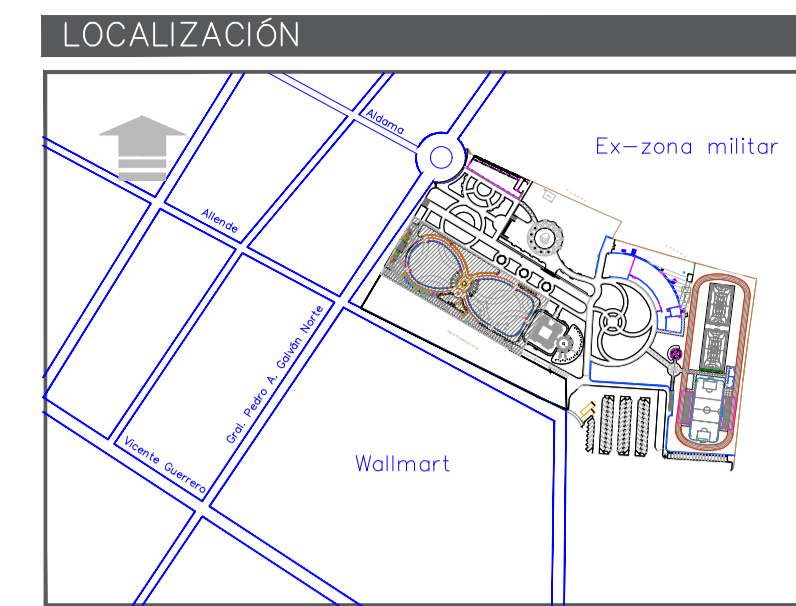 LOCALIZACIÓN
Aldama
Ex-zona militar
Allende
Gral. Pedro A. Galván Norte
Vicente Guerrero
Wallmart